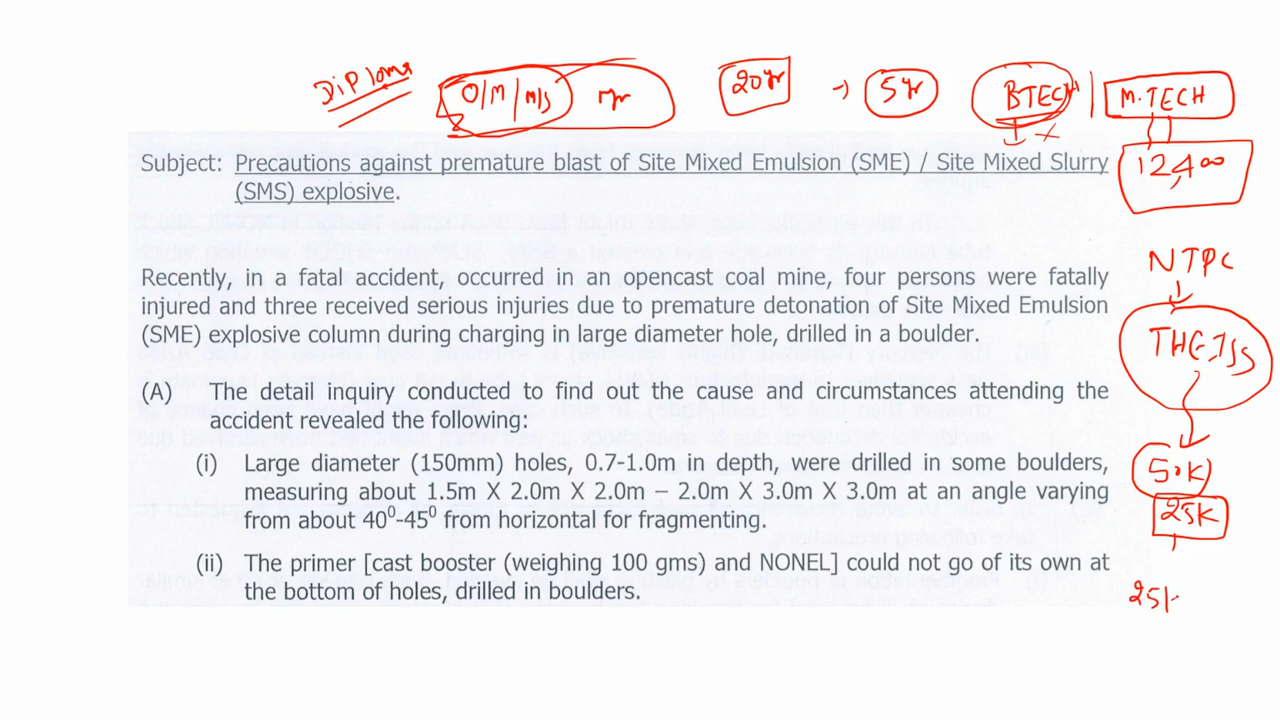 Diploma O/M/M/S 20 yr → 5 yr BTECH M.TECH
12,400
Subject: Precautions against premature blast of Site Mixed Emulsion (SME) / Site Mixed Slurry
(SMS) explosive.
NTPC
Recently, in a fatal accident, occurred in an opencast coal mine, four persons were fatally
injured and three received serious injuries due to premature detonation of Site Mixed Emulsion
(SME) explosive column during charging in large diameter hole, drilled in a boulder.
(A) The detail inquiry conducted to find out the cause and circumstances attending the
accident revealed the following:
(i) Large diameter (150mm) holes, 0.7-1.0m in depth, were drilled in some boulders,
measuring about 1.5m X 2.0m X 2.0m – 2.0m X 3.0m X 3.0m at an angle varying
from about 40⁰-45⁰ from horizontal for fragmenting.
50K
25K
(ii) The primer [cast booster (weighing 100 gms) and NONEL] could not go of its own at
the bottom of holes, drilled in boulders.